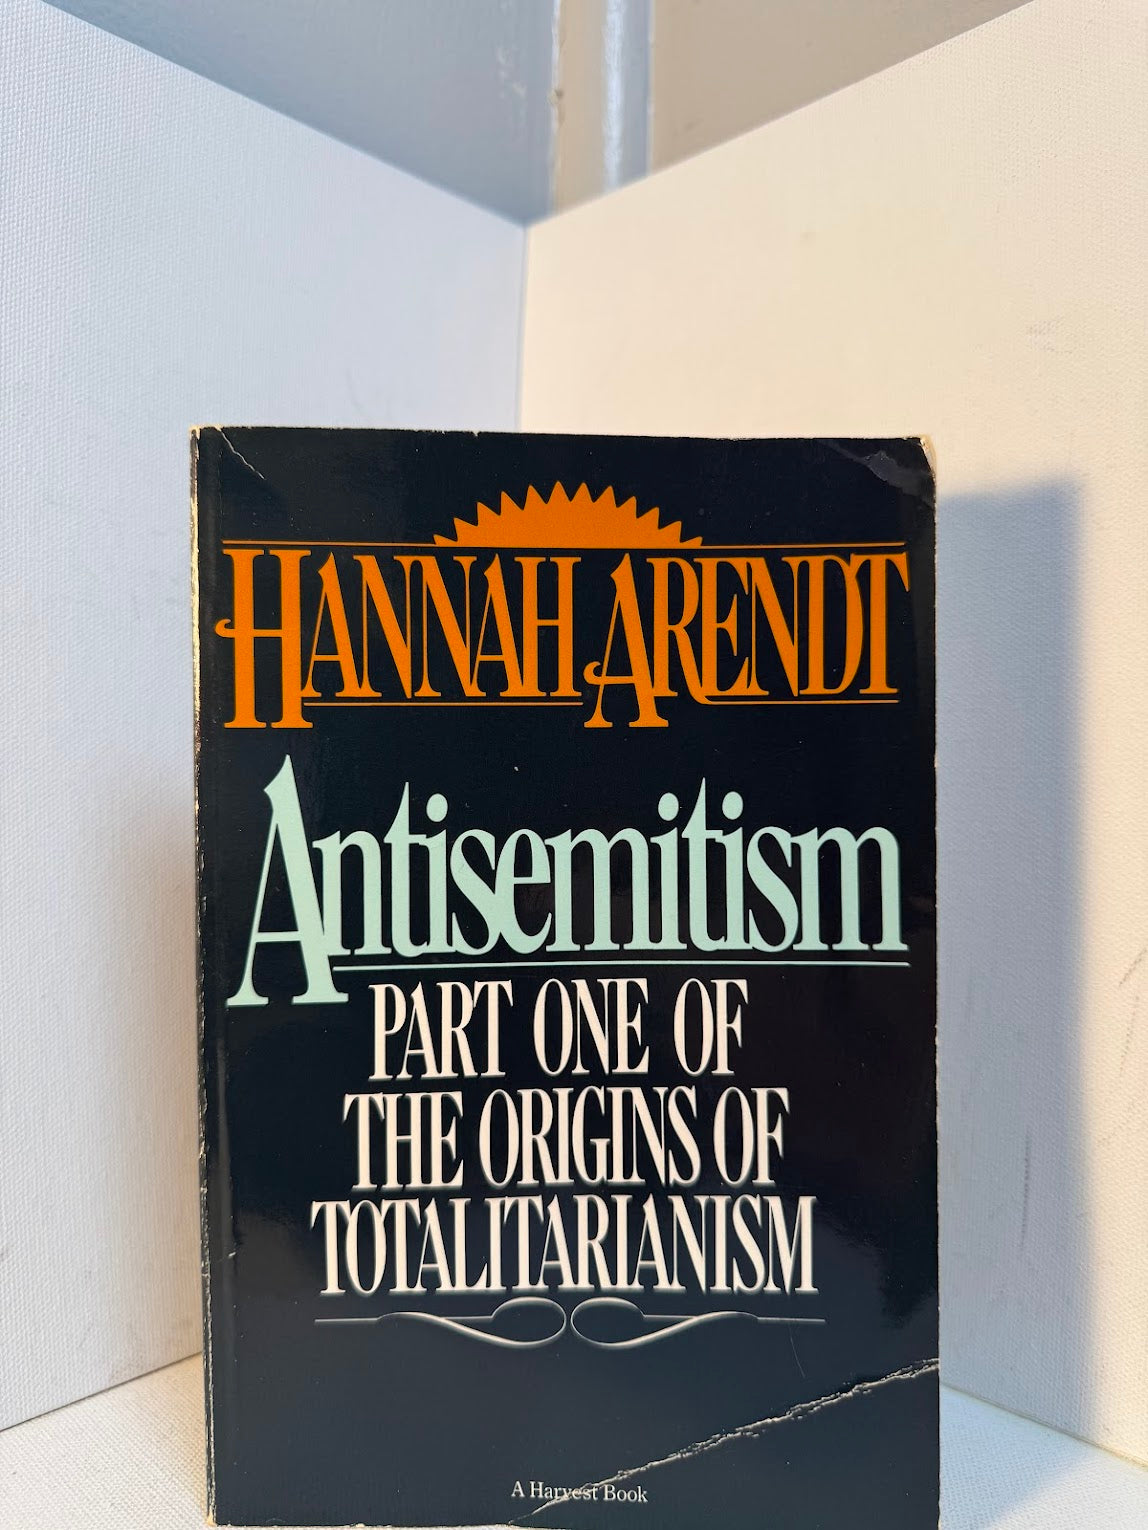 HANNAH ARENDT
Antisemitism
PART ONE OF
THE ORIGINS OF
TOTALITARIANISM
A Harvest Book